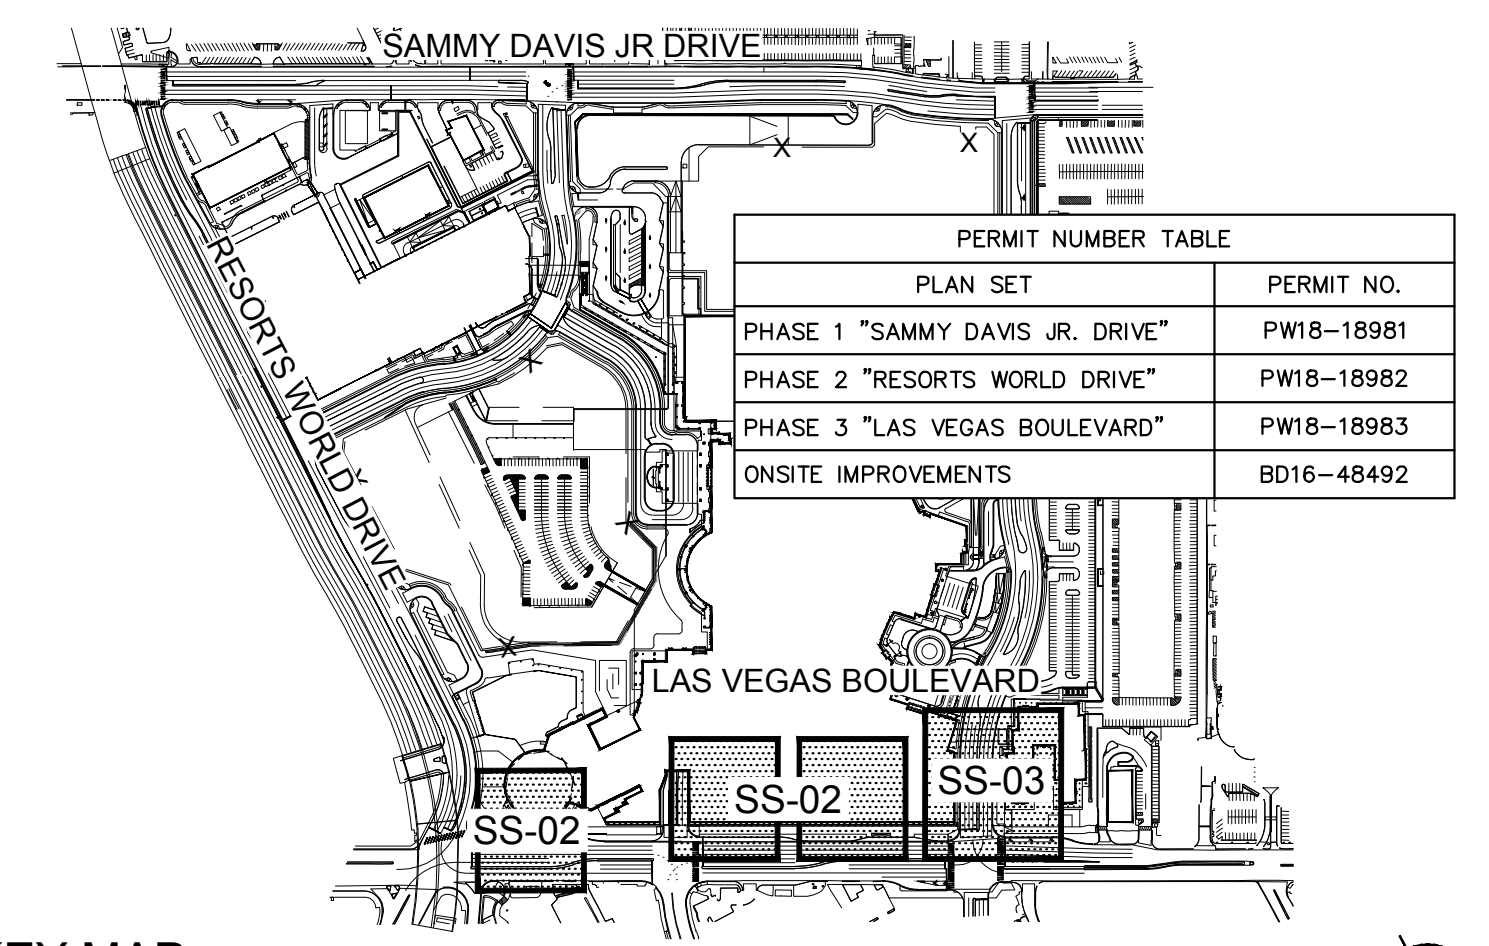 SAMMY DAVIS JR DRIVE
X
X
RESORTS WORLD DRIVE
PERMIT NUMBER TABLE
PLAN SET PERMIT NO.
PHASE 1 "SAMMY DAVIS JR. DRIVE" PW18-18981
PHASE 2 "RESORTS WORLD DRIVE" PW18-18982
PHASE 3 "LAS VEGAS BOULEVARD" PW18-18983
ONSITE IMPROVEMENTS BD16-48492
X
X
X
LAS VEGAS BOULEVARD
SS-03
SS-02
SS-02
KEY MAP